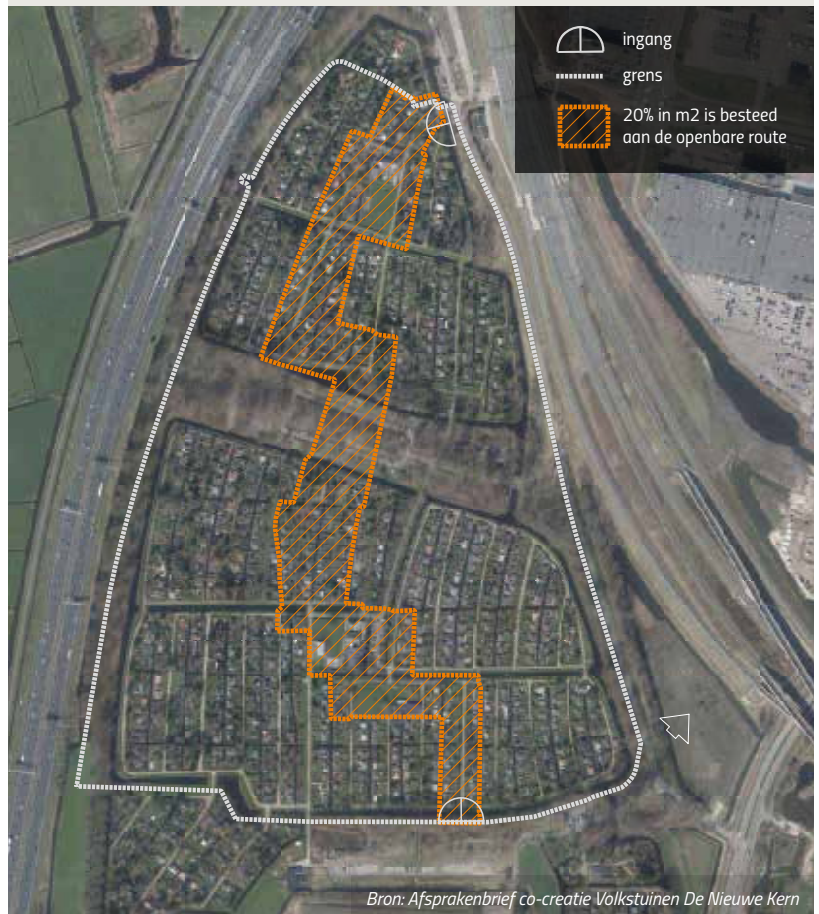 ingang
grens
20% in m2 is besteed
aan de openbare route
Bron: Afsprakenbrief co-creatie Volkstuinen De Nieuwe Kern